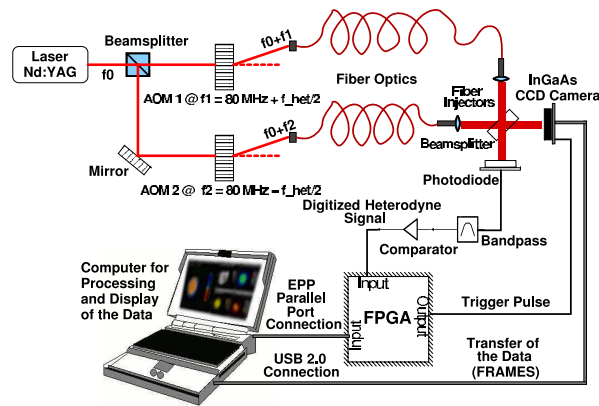 Laser
Nd:YAG
f0
Beamsplitter
AOM 1 @ f1 = 80 MHz + f_het/2
f0+f1
Fiber Optics
Fiber
Injectors
InGaAs
CCD Camera
f0+f2
Beamsplitter
Mirror
AOM 2 @ f2 = 80 MHz – f_het/2
Photodiode
Digitized Heterodyne
Signal
Comparator
Bandpass
Computer for
Processing
and Display
of the Data
EPP
Parallel
Port
Connection
Input
Input
FPGA
Output
Trigger Pulse
USB 2.0
Connection
Transfer of
the Data
(FRAMES)